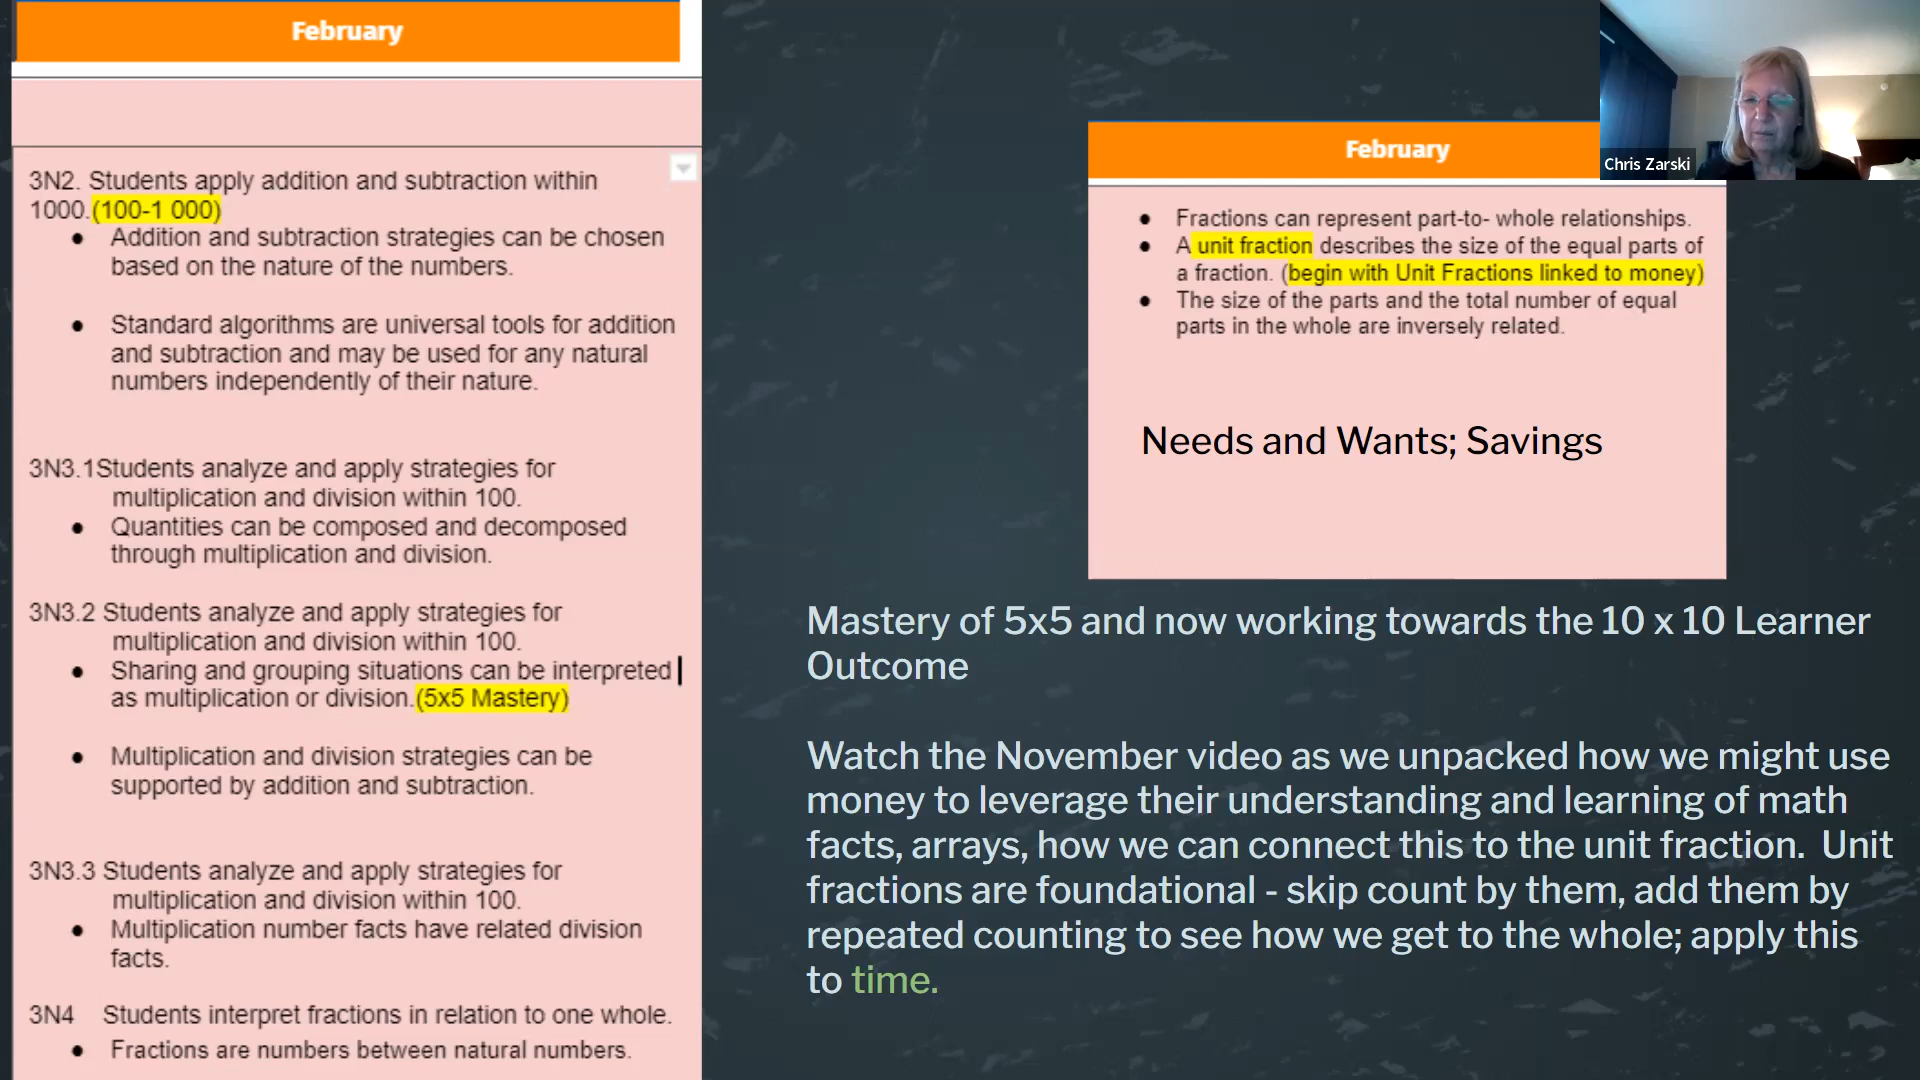 February
3N2. Students apply addition and subtraction within
1000.(100-1 000)
● Addition and subtraction strategies can be chosen
based on the nature of the numbers.
● Standard algorithms are universal tools for addition
and subtraction and may be used for any natural
numbers independently of their nature.
3N3.1Students analyze and apply strategies for
multiplication and division within 100.
● Quantities can be composed and decomposed
through multiplication and division.
3N3.2 Students analyze and apply strategies for
multiplication and division within 100.
● Sharing and grouping situations can be interpreted
as multiplication or division.(5x5 Mastery)
● Multiplication and division strategies can be
supported by addition and subtraction.
3N3.3 Students analyze and apply strategies for
multiplication and division within 100.
● Multiplication number facts have related division
facts.
3N4 Students interpret fractions in relation to one whole.
● Fractions are numbers between natural numbers.
February
● Fractions can represent part-to- whole relationships.
● A unit fraction describes the size of the equal parts of
a fraction. (begin with Unit Fractions linked to money)
● The size of the parts and the total number of equal
parts in the whole are inversely related.
Needs and Wants; Savings
Chris Zarski
Mastery of 5x5 and now working towards the 10 x 10 Learner
Outcome
Watch the November video as we unpacked how we might use
money to leverage their understanding and learning of math
facts, arrays, how we can connect this to the unit fraction.  Unit
fractions are foundational - skip count by them, add them by
repeated counting to see how we get to the whole; apply this
to time.